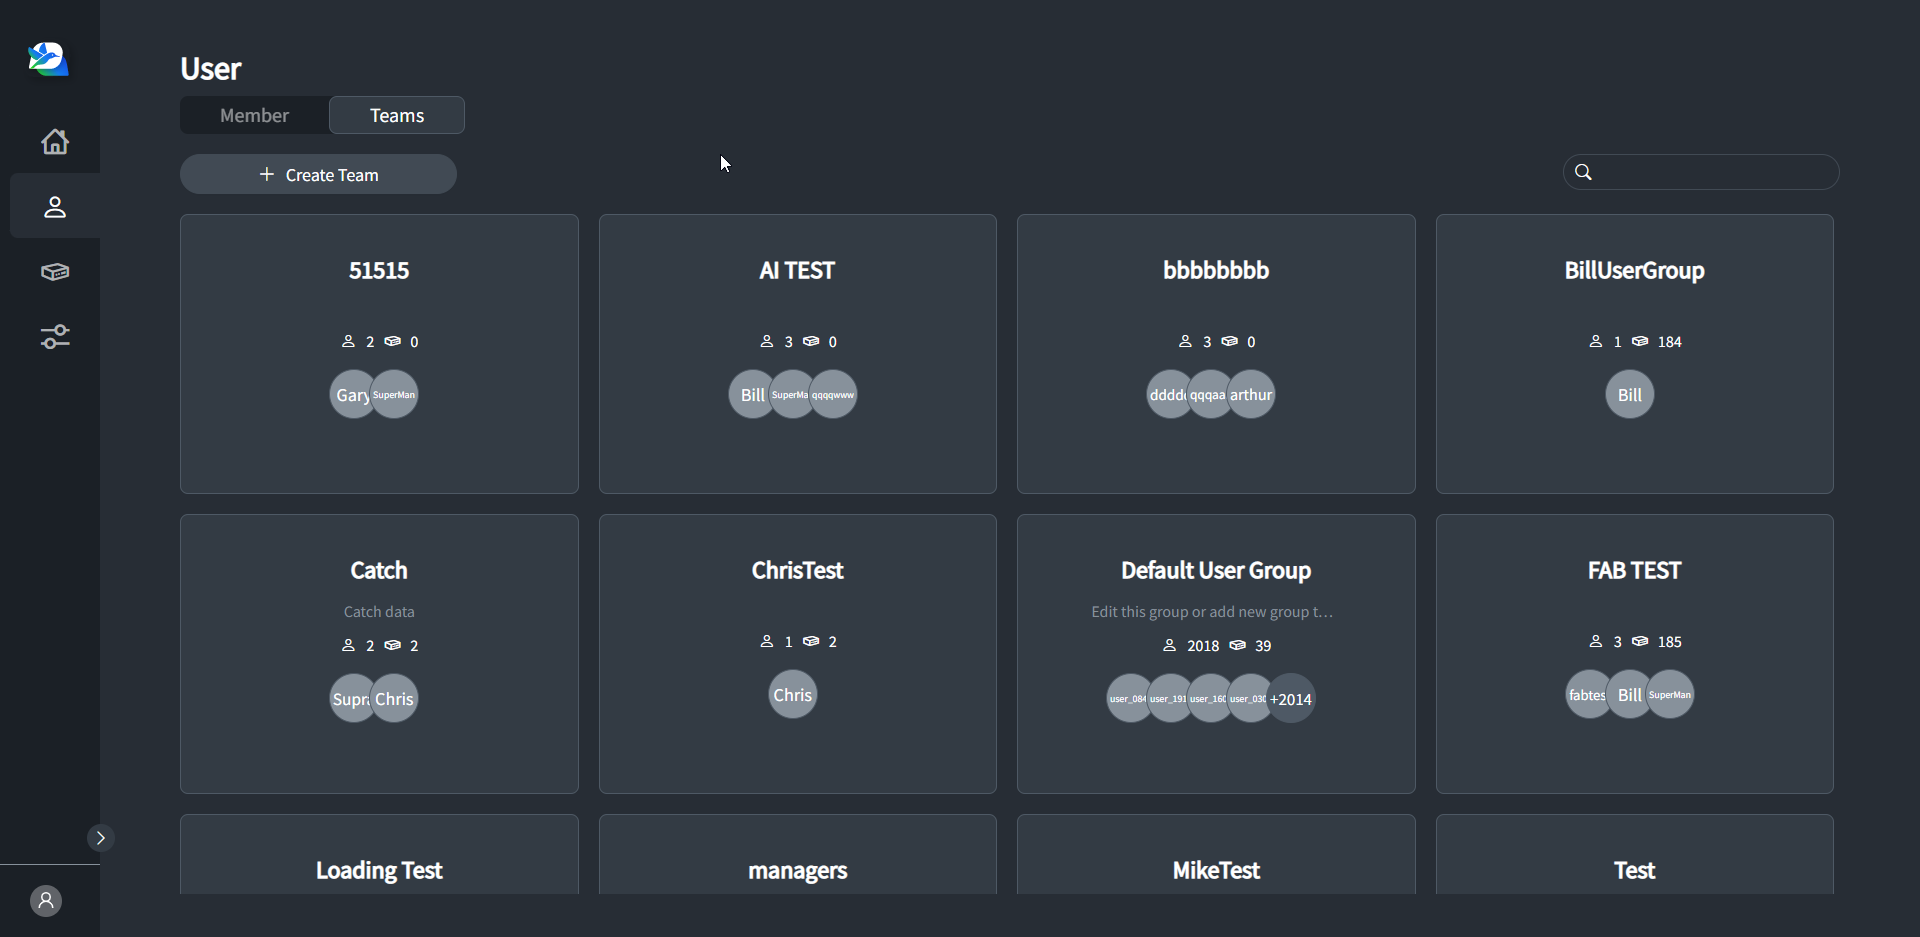 User
Member Teams
Create Team
51515
2 0
Gary SuperMan
AI TEST
3 0
Bill SuperMa qqqqwww
bbbbbbbb
3 0
dddd qqqaa arthur
BillUserGroup
1 184
Bill
Catch
Catch data
2 2
Supr Chris
ChrisTest
1 2
Chris
Default User Group
Edit this group or add new group t...
2018 39
user_084 user_191 user_160 user_030 +2014
FAB TEST
3 185
fabtes Bill SuperMan
Loading Test
managers
MikeTest
Test